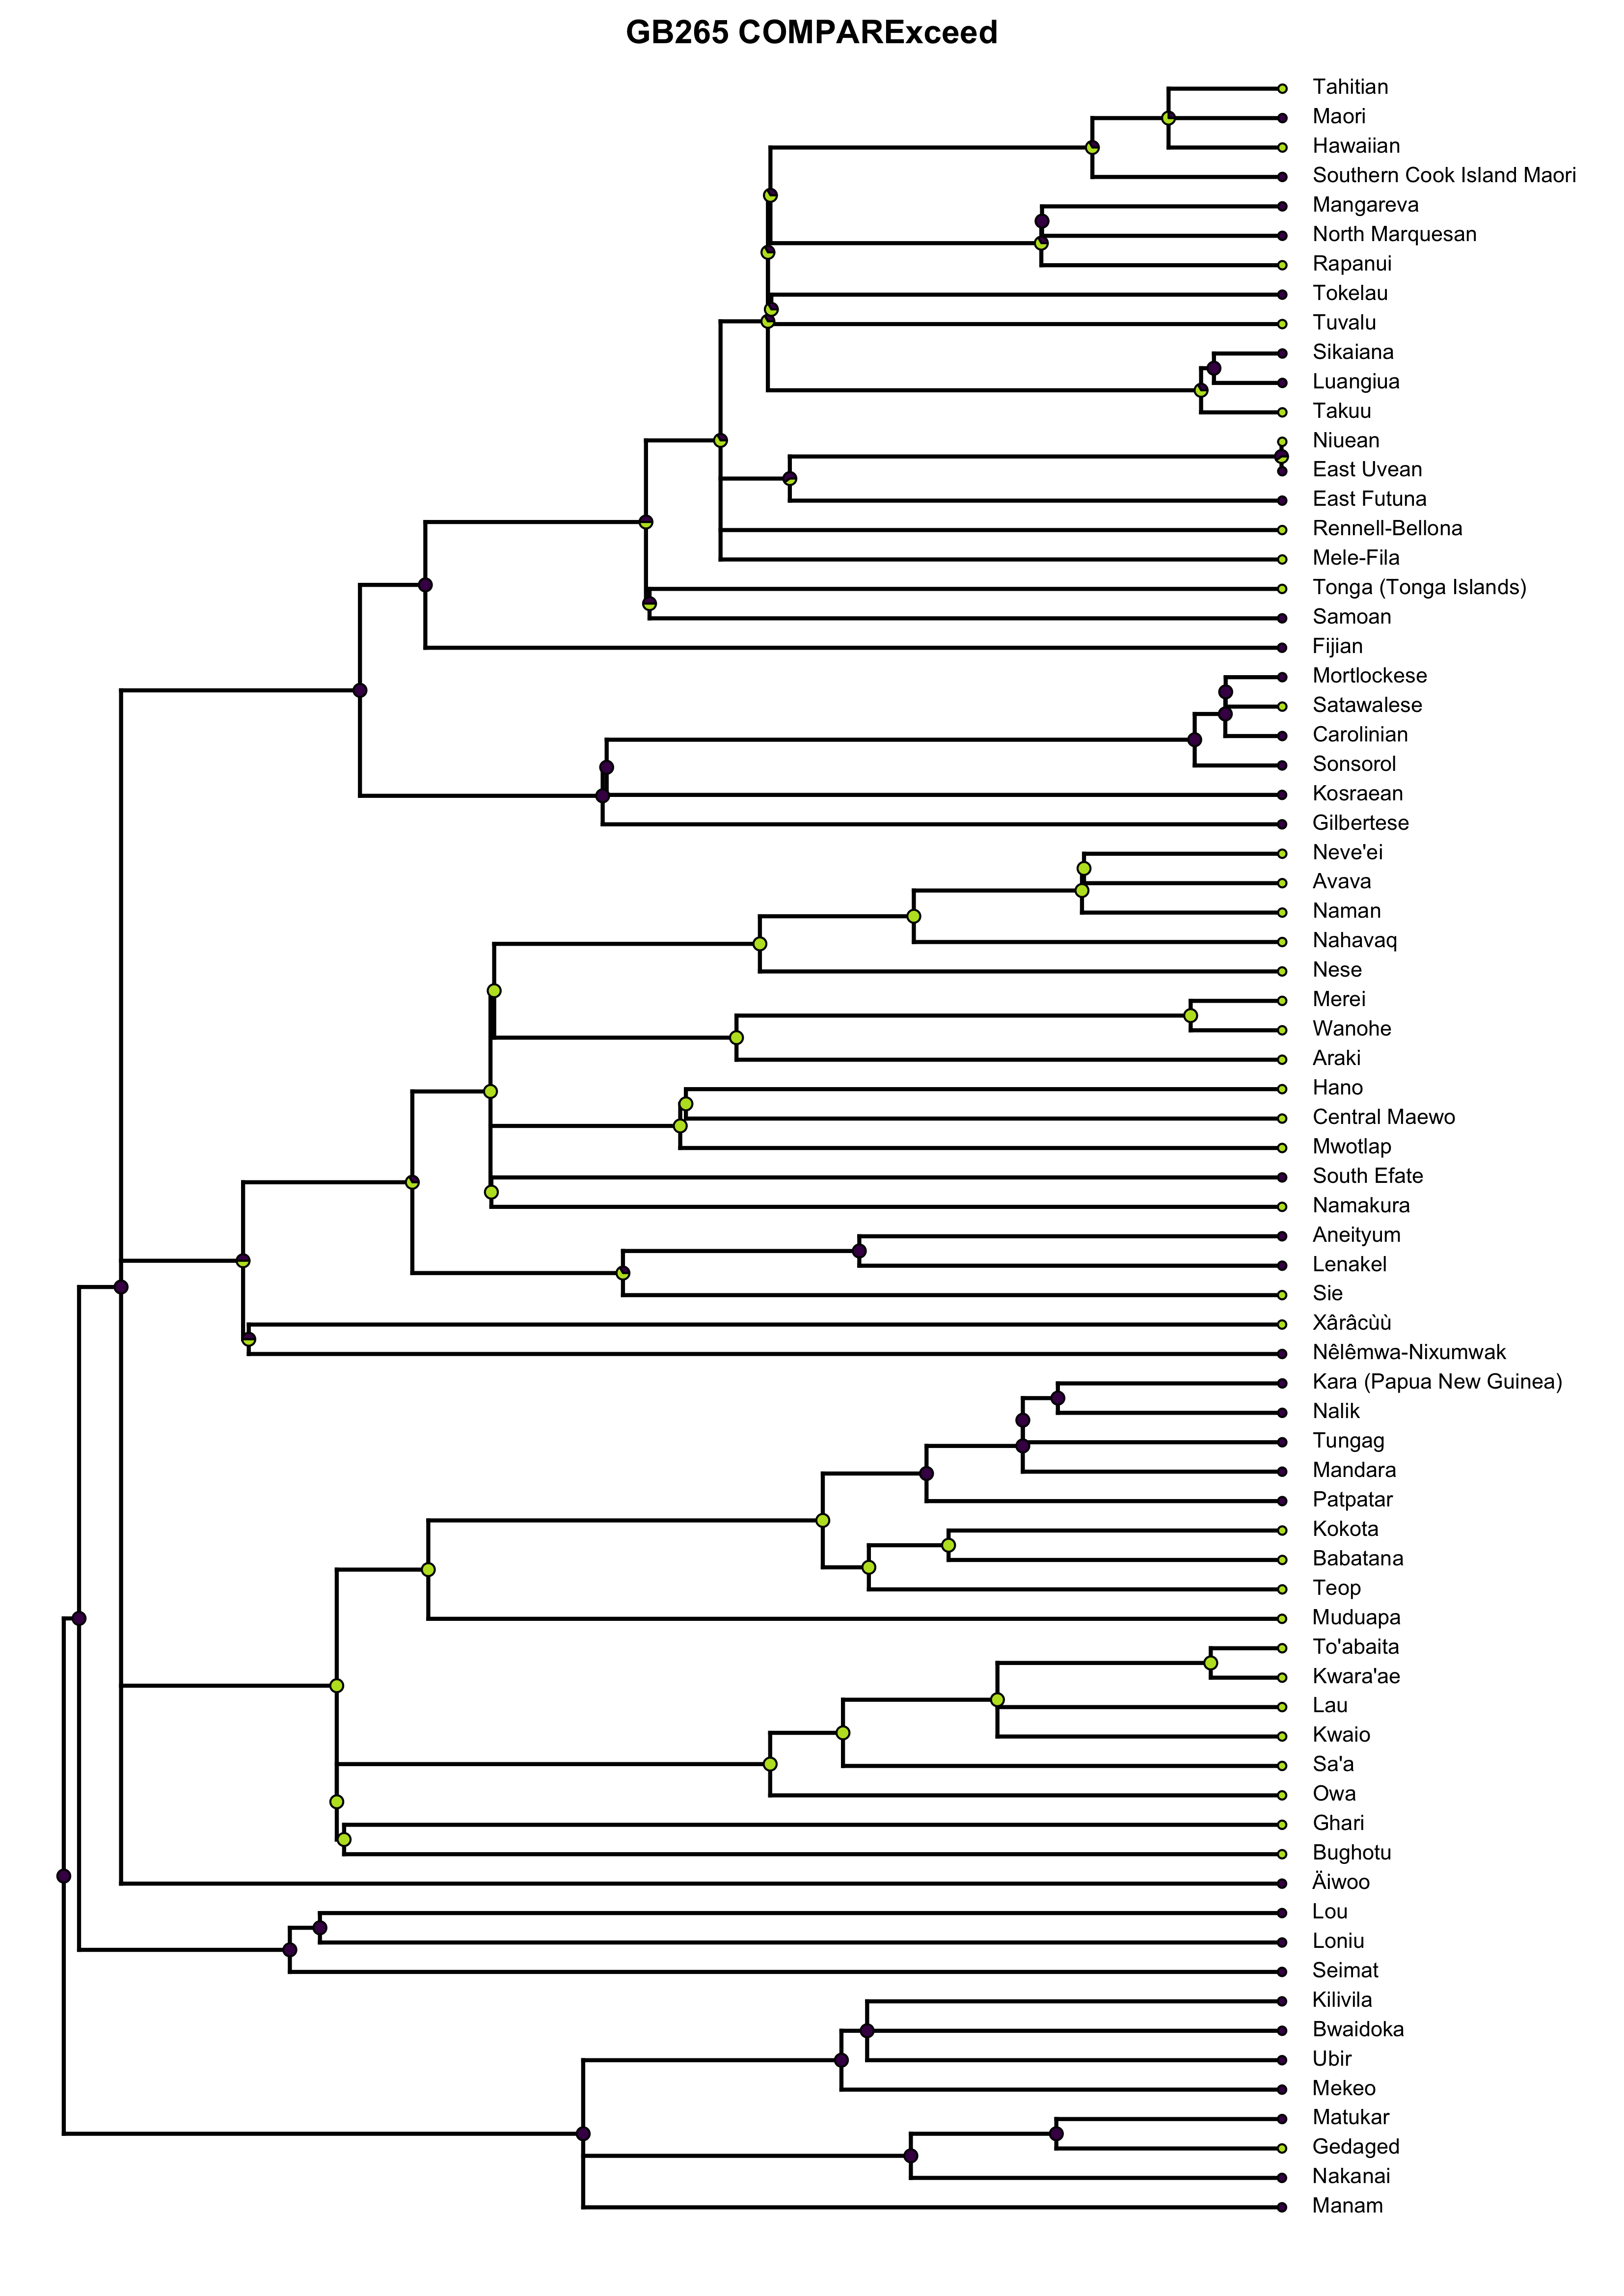 GB265 COMPARExceed
Tahitian
Maori
Hawaiian
Southern Cook Island Maori
Mangareva
North Marquesan
Rapanui
Tokelau
Tuvalu
Sikaiana
Luangiua
Takuu
Niuean
East Uvean
East Futuna
Rennell-Bellona
Mele-Fila
Tonga (Tonga Islands)
Samoan
Fijian
Mortlockese
Satawalese
Carolinian
Sonsorol
Kosraean
Gilbertese
Neve'ei
Avava
Naman
Nahavaq
Nese
Merei
Wanohe
Araki
Hano
Central Maewo
Mwotlap
South Efate
Namakura
Aneityum
Lenakel
Sie
Xârâcùù
Nêlêmwa-Nixumwak
Kara (Papua New Guinea)
Nalik
Tungag
Mandara
Patpatar
Kokota
Babatana
Teop
Muduapa
To'abaita
Kwara'ae
Lau
Kwaio
Sa'a
Owa
Ghari
Bughotu
Äiwoo
Lou
Loniu
Seimat
Kilivila
Bwaidoka
Ubir
Mekeo
Matukar
Gedaged
Nakanai
Manam